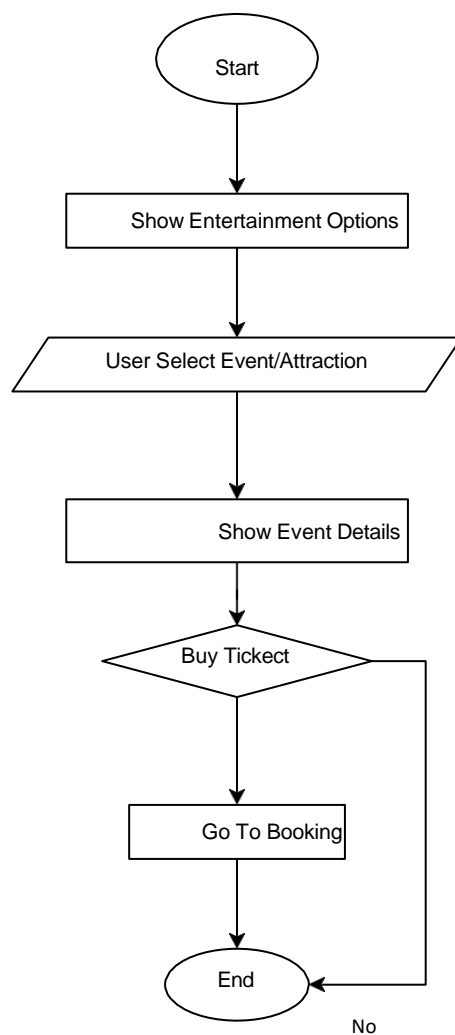 Start
Show Entertainment Options
User Select Event/Attraction
Show Event Details
Buy Tickect
Go To Booking
End
No